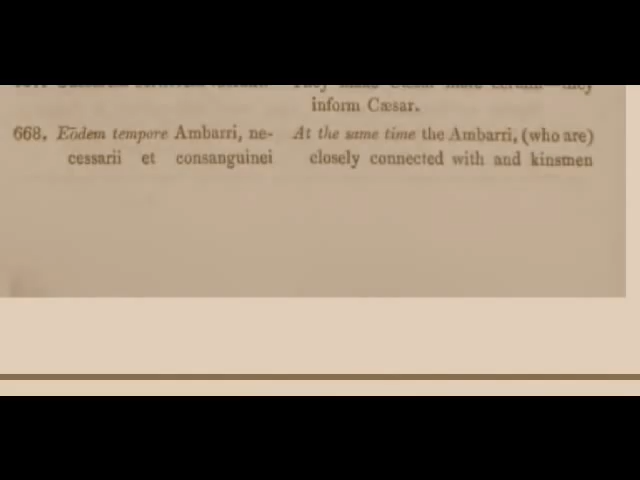 inform Cæsar.
668. Eōdem tempore Ambarri, ne- At the same time the Ambarri, (who are)
cessarii et consanguinei closely connected with and kinsmen